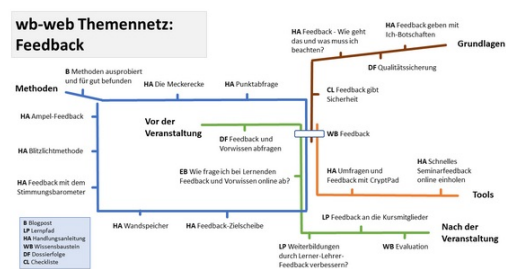 wb-web Themennetz:
Feedback
HA Feedback - Wie geht
das und was muss ich
beachten?
HA Feedback geben mit
Ich-Botschaften
Grundlagen
DF Qualitätssicherung
B Methoden ausprobiert
und für gut befunden
Methoden
HA Die Meckerecke
HA Punktabfrage
CL Feedback gibt
Sicherheit
HA Ampel-Feedback
Vor der
Veranstaltung
WB Feedback
DF Feedback und
Vorwissen abfragen
HA Blitzlichtmethode
EB Wie frage ich bei Lernenden
Feedback und Vorwissen online ab?
HA Umfragen und
Feedback mit CryptPad
HA Schnelles
Seminarfeedback
online einholen
HA Feedback mit dem
Stimmungsbarometer
Tools
B Blogpost
LP Lernpfad
HA Handlungsanleitung
WB Wissensbaustein
DF Dossierfolge
CL Checkliste
HA Wandspeicher
HA Feedback-Zielscheibe
LP Feedback an die Kursmitglieder
Nach der
Veranstaltung
LP Weiterbildungen
durch Lerner-Lehrer-
Feedback verbessern?
WB Evaluation